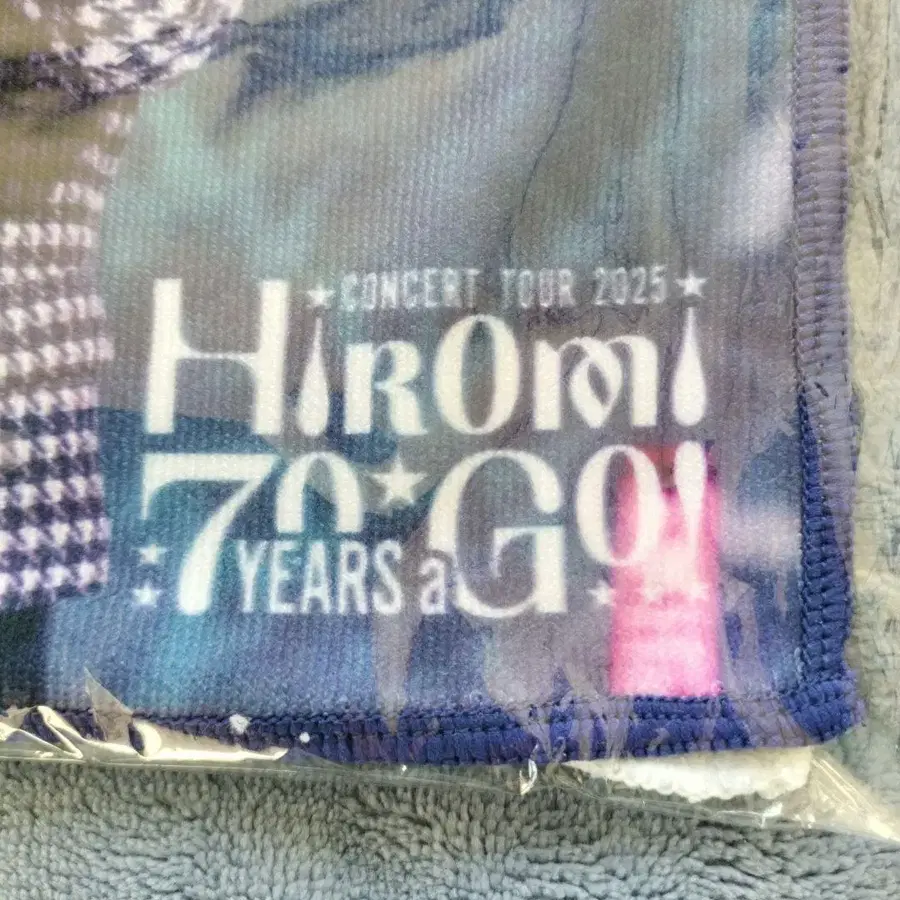 CONCERT TOUR 2025
HiROMi
70
YEARS aGO!